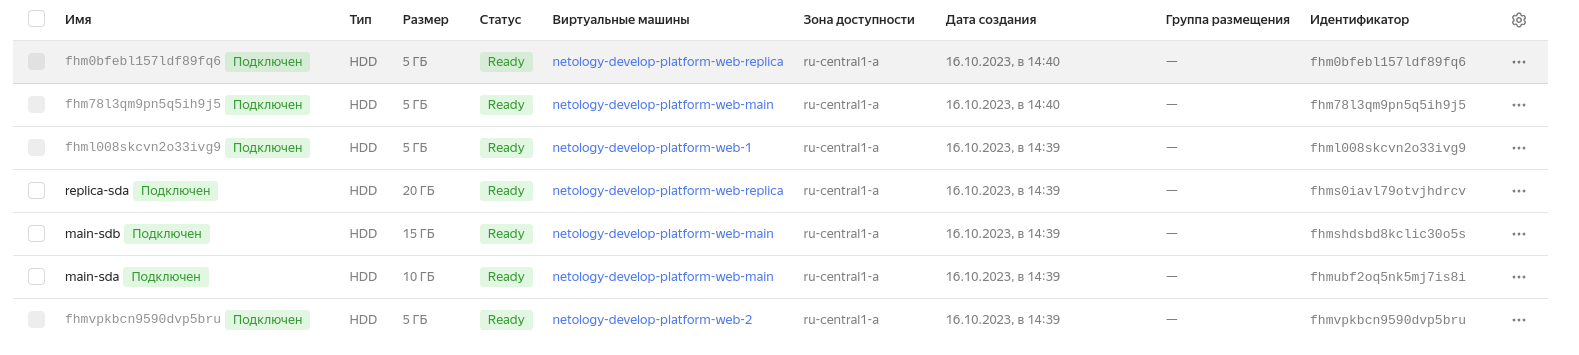 Имя Тип Размер Статус Виртуальные машины Зона доступности Дата создания Группа размещения Идентификатор
fhm0bfebl157ldf89fq6 Подключен HDD 5 ГБ Ready netology-develop-platform-web-replica ru-central1-a 16.10.2023, в 14:40 — fhm0bfebl157ldf89fq6
fhm78l3qm9pn5q5ih9j5 Подключен HDD 5 ГБ Ready netology-develop-platform-web-main ru-central1-a 16.10.2023, в 14:40 — fhm78l3qm9pn5q5ih9j5
fhml008skcvn2o33ivg9 Подключен HDD 5 ГБ Ready netology-develop-platform-web-1 ru-central1-a 16.10.2023, в 14:39 — fhml008skcvn2o33ivg9
replica-sda Подключен HDD 20 ГБ Ready netology-develop-platform-web-replica ru-central1-a 16.10.2023, в 14:39 — fhms0iavl79otvjhdrcv
main-sdb Подключен HDD 15 ГБ Ready netology-develop-platform-web-main ru-central1-a 16.10.2023, в 14:39 — fhmshdsbd8kclic30o5s
main-sda Подключен HDD 10 ГБ Ready netology-develop-platform-web-main ru-central1-a 16.10.2023, в 14:39 — fhmubf2oq5nk5mj7is8i
fhmvpkbcn9590dvp5bru Подключен HDD 5 ГБ Ready netology-develop-platform-web-2 ru-central1-a 16.10.2023, в 14:39 — fhmvpkbcn9590dvp5bru